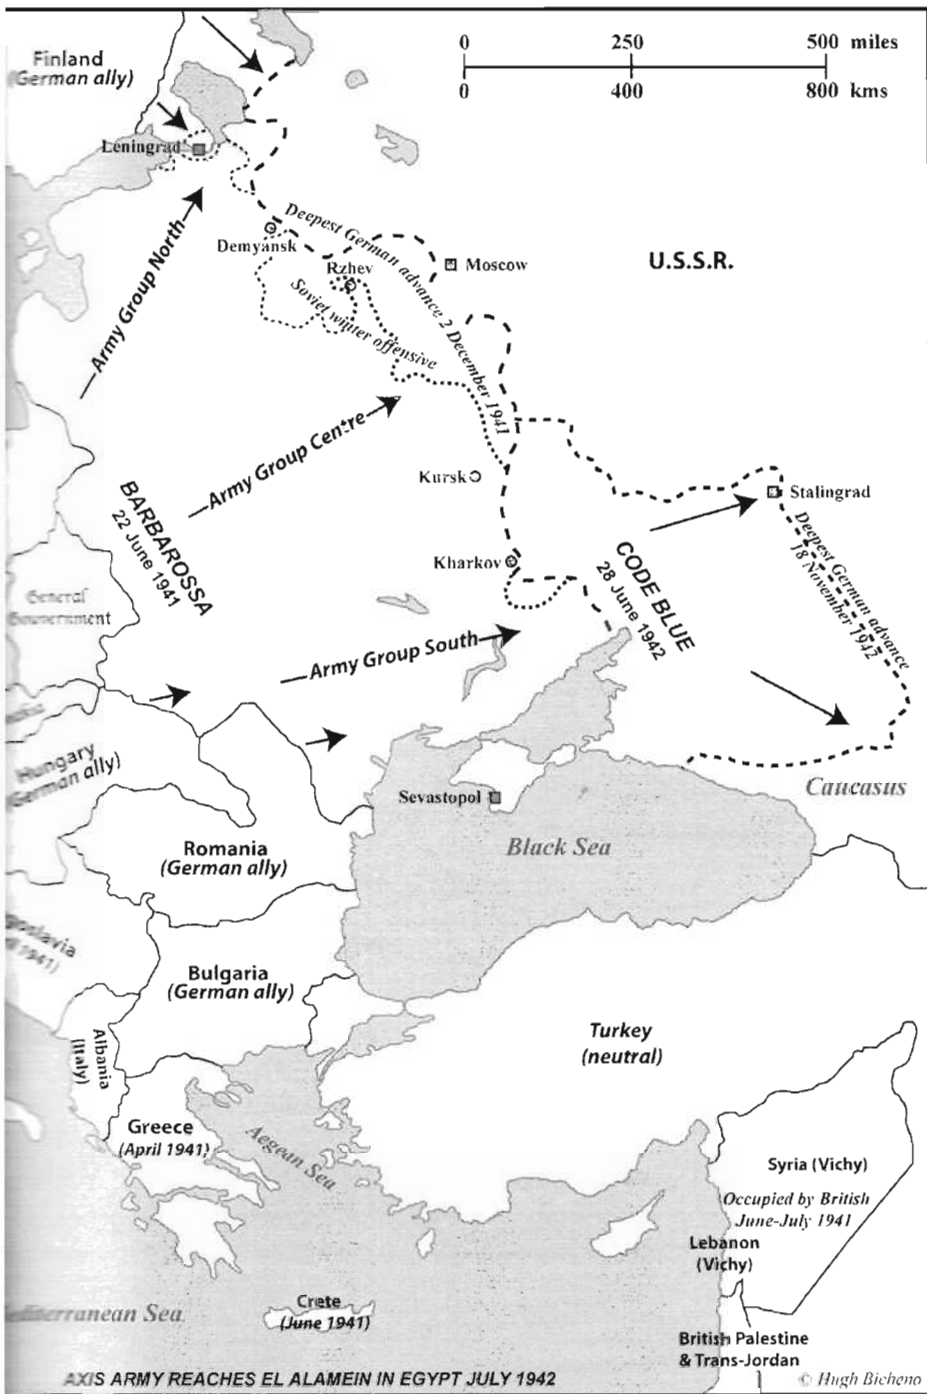 0 250 500 miles
0 400 800 kms
Finland
(German ally)
Leningrad
Demyansk
Rzhev
Moscow
U.S.S.R.
Deepest German advance 2 December 1941
Soviet winter offensive
Army Group North
Army Group Centre
Kursk
Stalingrad
BARBAROSSA
22 June 1941
Kharkov
CODE BLUE
28 June 1942
Deepest German advance
18 November 1942
General
Gouvernment
Army Group South
Hungary
(German ally)
Caucasus
Sevastopol
Black Sea
Romania
(German ally)
Bulgaria
(German ally)
Turkey
(neutral)
Albania
(Italy)
Greece
(April 1941)
Aegean Sea
Syria (Vichy)
Occupied by British
June-July 1941
Lebanon
(Vichy)
Crete
(June 1941)
editerranean Sea
British Palestine
& Trans-Jordan
AXIS ARMY REACHES EL ALAMEIN IN EGYPT JULY 1942
© Hugh Bicheno